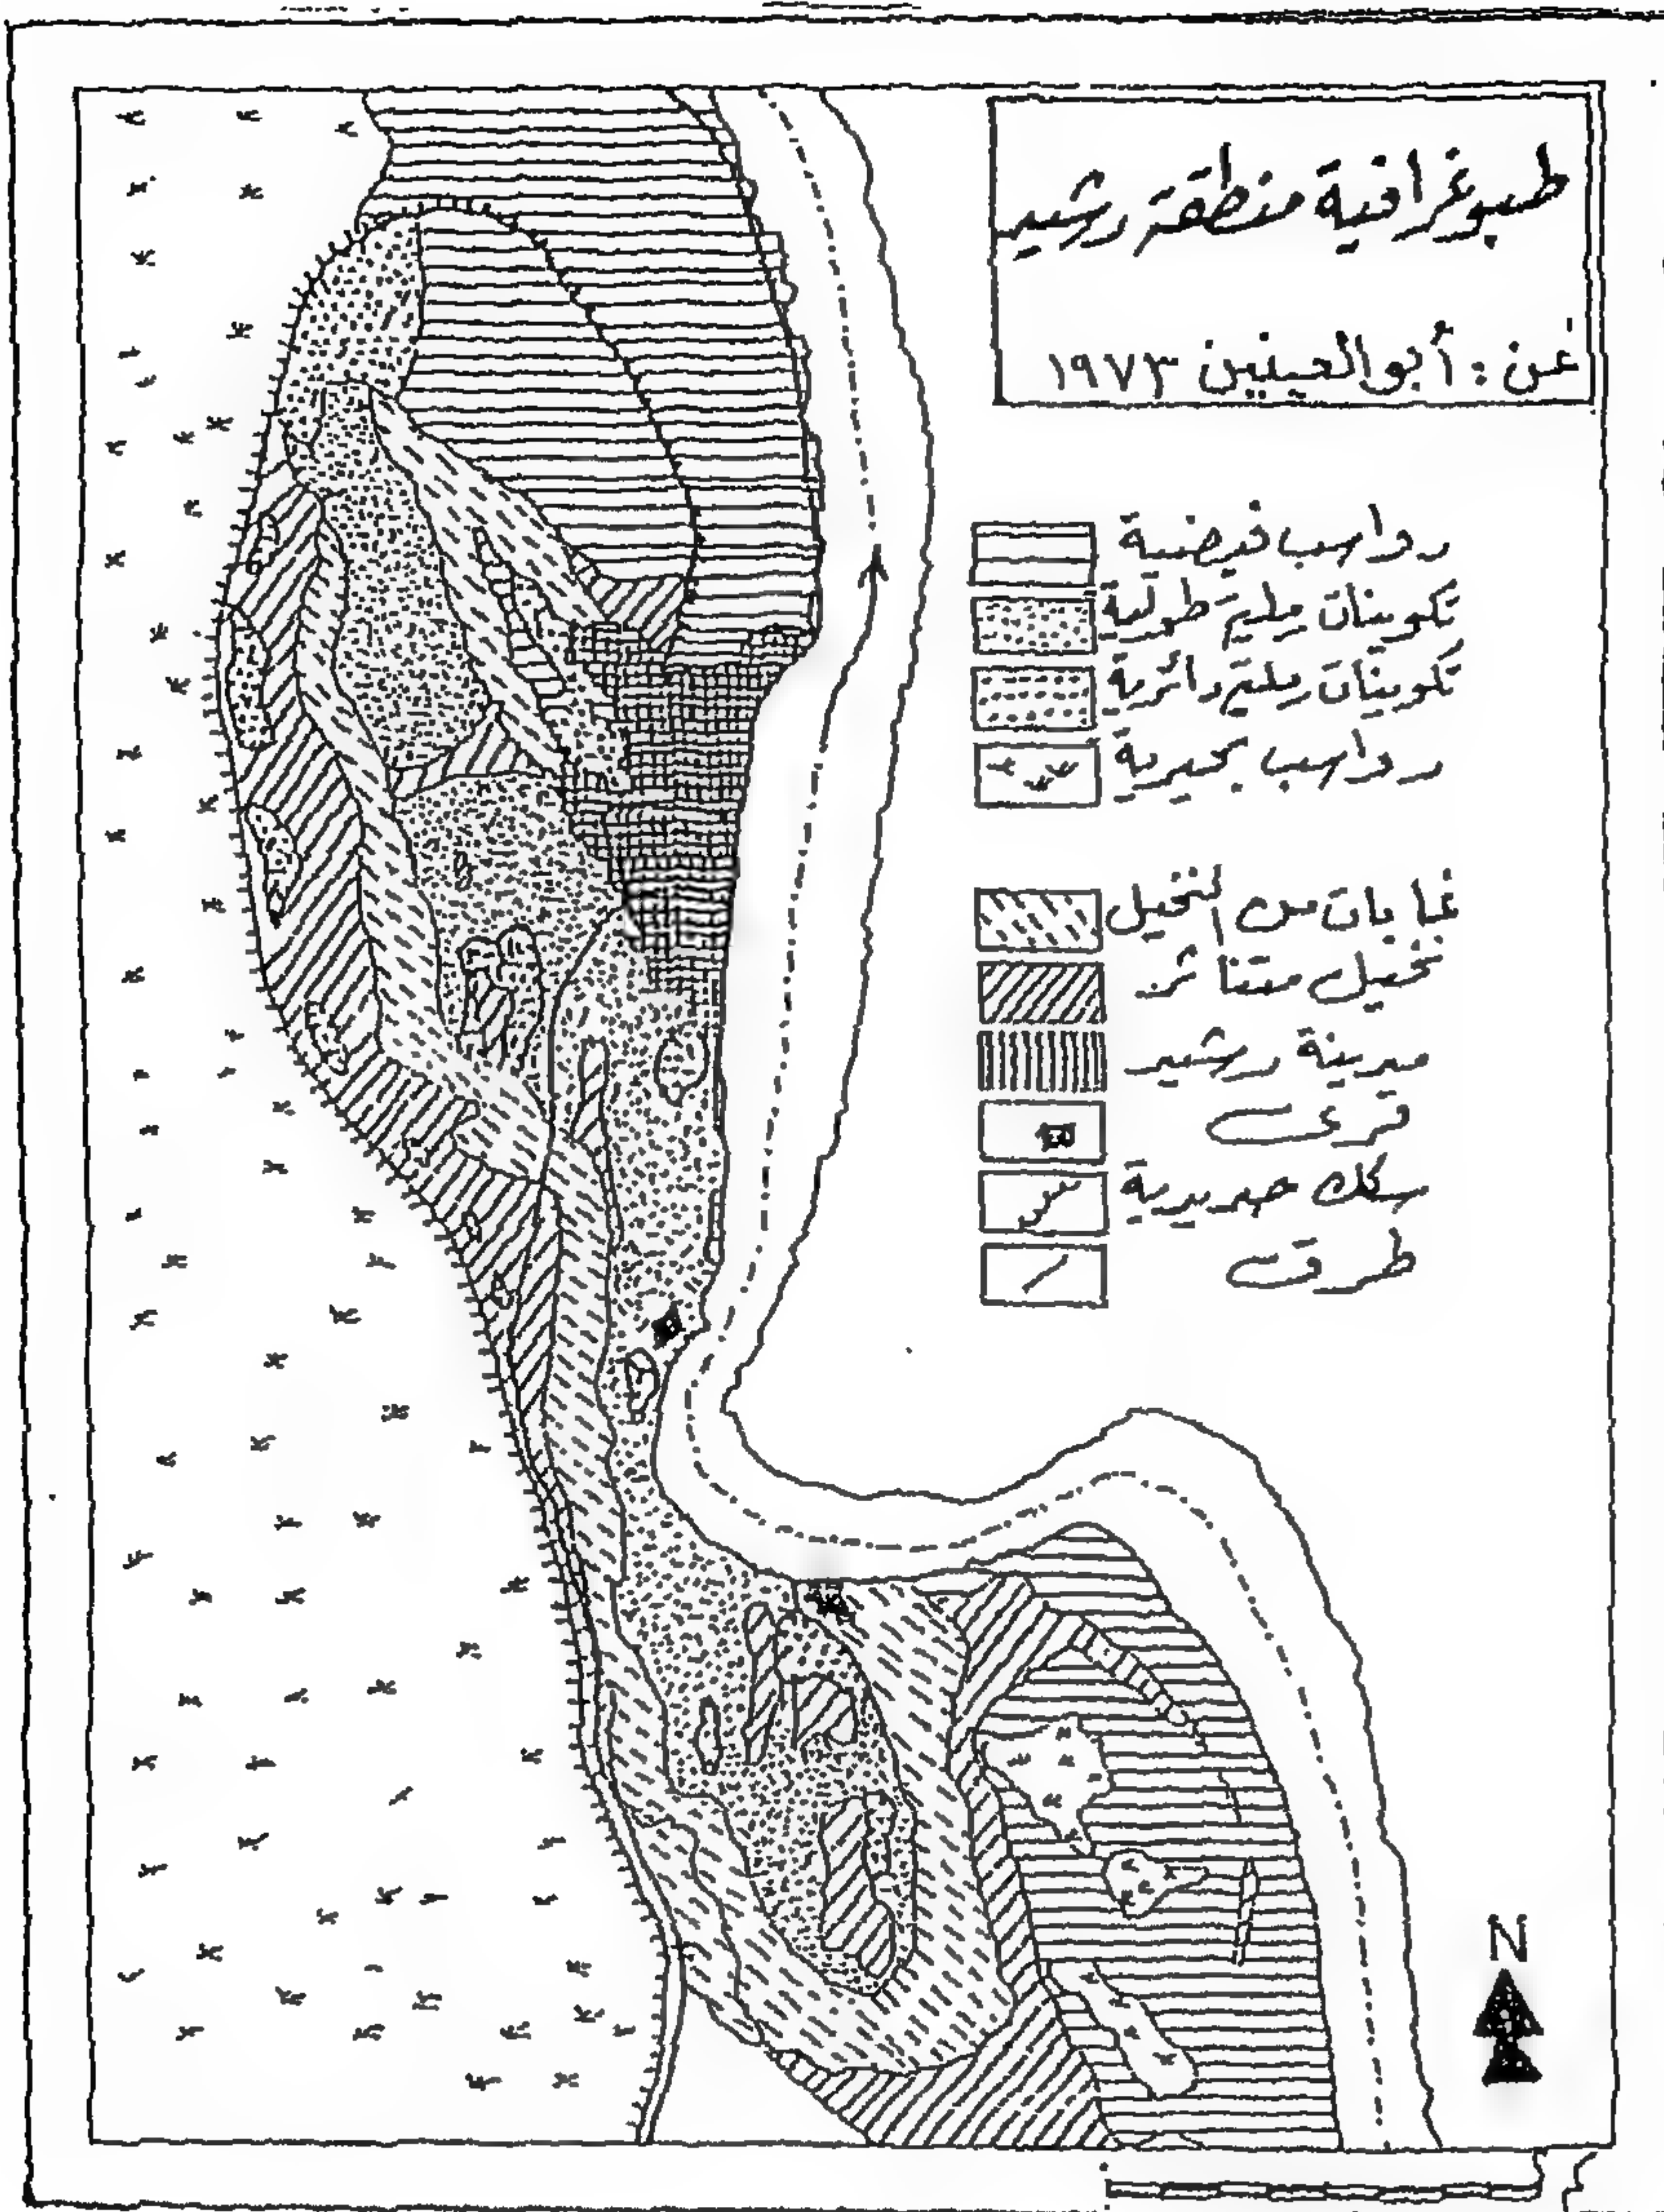 طبوغرافية منطقة رشيد
عن : أبو العينين ١٩٧٣
رواسب فيضية
تكوينات رملية طولية
تكوينات رملية دائرية
رواسب بحيرية
غابات من النخيل
نخيل متناثر
مدينة رشيد
قرى
سكك حديدية
طرق
N